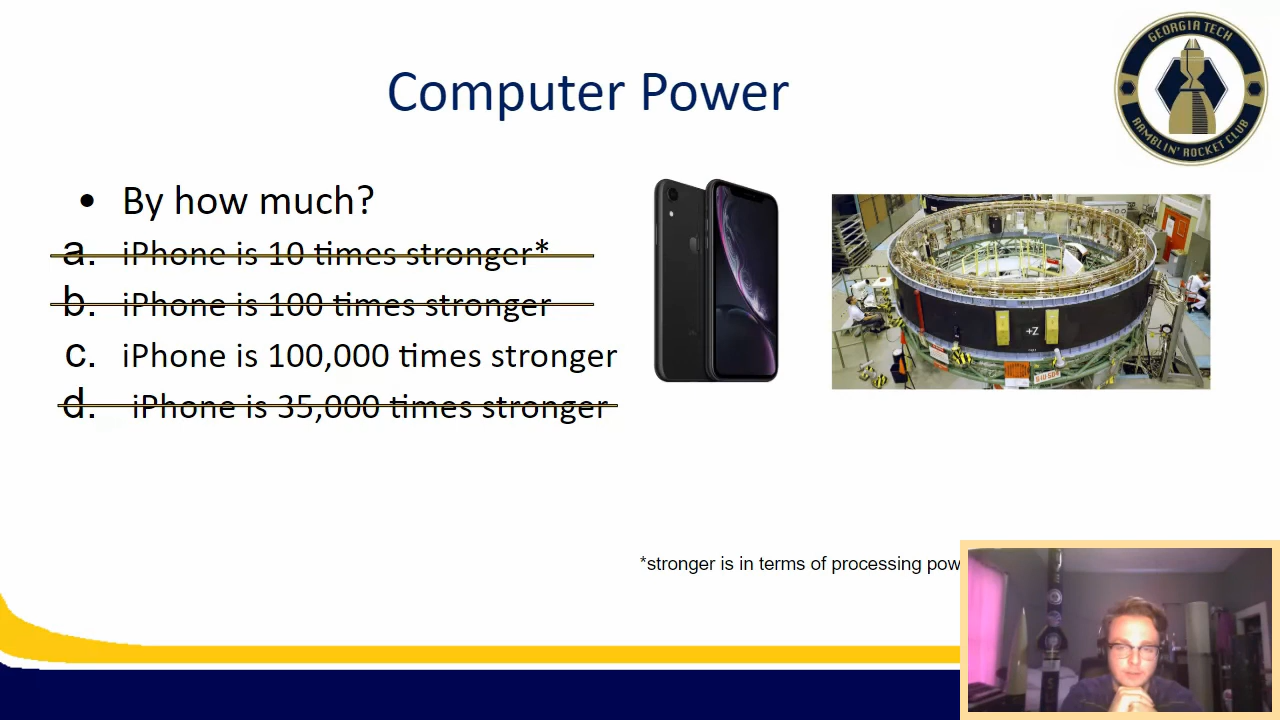 Computer Power
GEORGIA TECH
RAMBLIN' ROCKET CLUB
• By how much?
a. iPhone is 10 times stronger*
b. iPhone is 100 times stronger
c. iPhone is 100,000 times stronger
d. iPhone is 35,000 times stronger
+Z
*stronger is in terms of processing pow